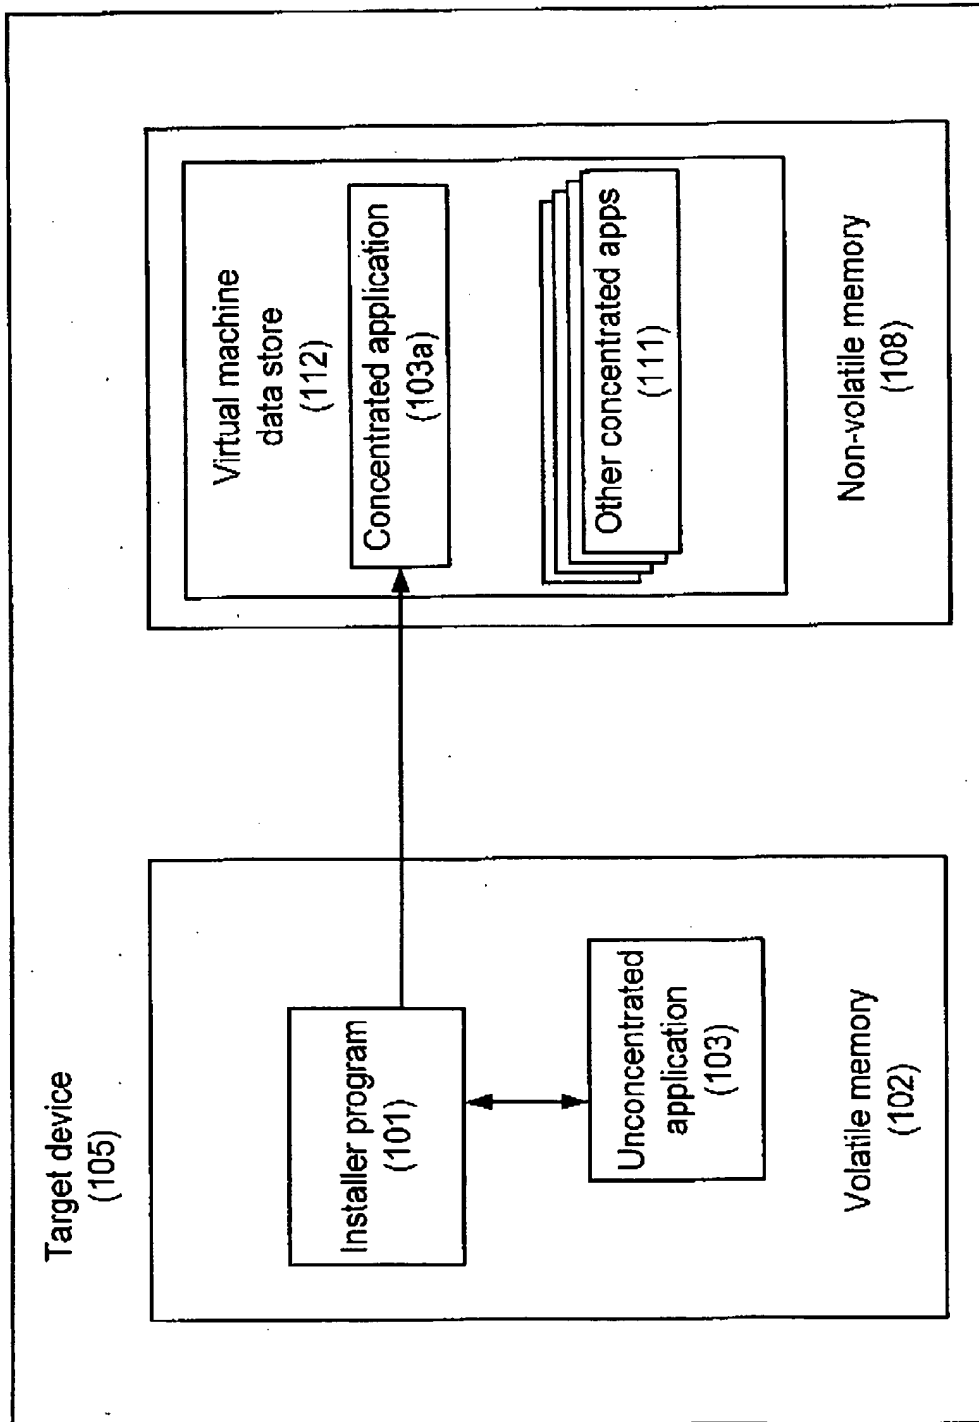 Target device
(105)
Installer program
(101)
Unconcentrated
application
(103)
Volatile memory
(102)
Virtual machine
data store
(112)
Concentrated application
(103a)
Other concentrated apps
(111)
Non-volatile memory
(108)